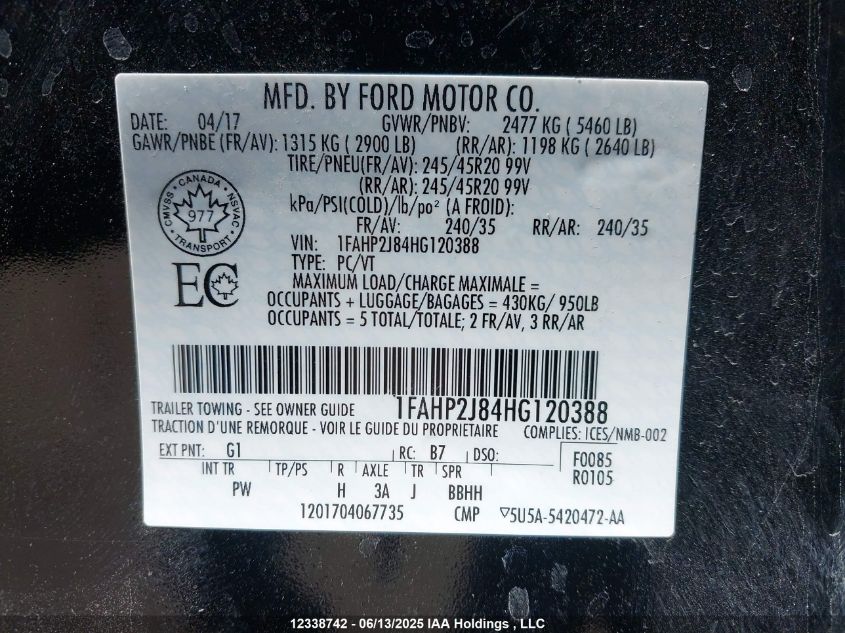 MFD. BY FORD MOTOR CO.
DATE: 04/17 GVWR/PNBV: 2477 KG ( 5460 LB)
GAWR/PNBE (FR/AV): 1315 KG ( 2900 LB) (RR/AR): 1198 KG ( 2640 LB)
TIRE/PNEU(FR/AV): 245/45R20 99V
(RR/AR): 245/45R20 99V
kPa/PSI(COLD)/lb/po² (A FROID):
FR/AV: 240/35 RR/AR: 240/35
CANADA CMVSS NSVAC 977 TRANSPORT
VIN: 1FAHP2J84HG120388
TYPE: PC/VT
EC
MAXIMUM LOAD/CHARGE MAXIMALE =
OCCUPANTS + LUGGAGE/BAGAGES = 430KG/ 950LB
OCCUPANTS = 5 TOTAL/TOTALE; 2 FR/AV, 3 RR/AR
1FAHP2J84HG120388
TRAILER TOWING - SEE OWNER GUIDE
TRACTION D'UNE REMORQUE - VOIR LE GUIDE DU PROPRIETAIRE COMPLIES: ICES/NMB-002
EXT PNT: G1 RC: B7 DSO: F0085
INT TR TP/PS R AXLE TR SPR R0105
PW H 3A J BBHH
1201704067735 CMP ▽5U5A-5420472-AA
12338742 - 06/13/2025 IAA Holdings , LLC